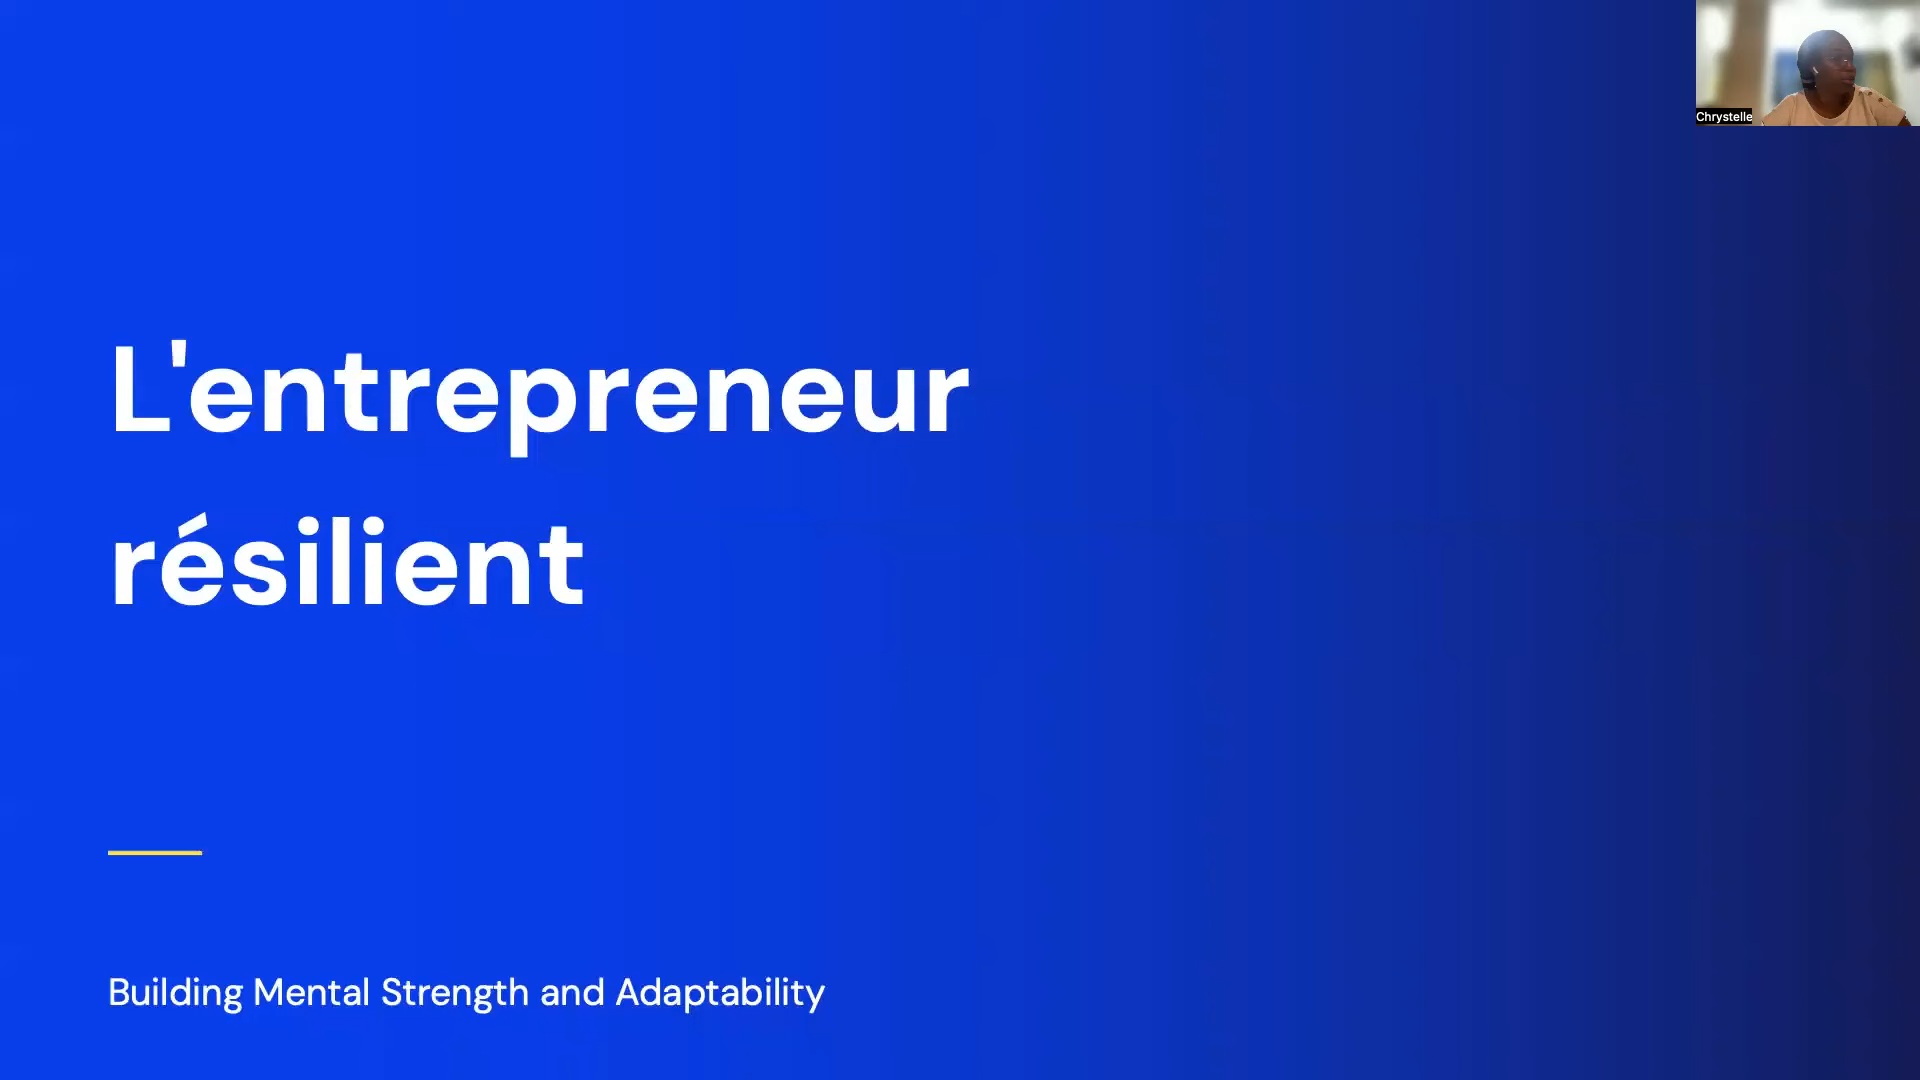 Chrystelle
L'entrepreneur
résilient
Building Mental Strength and Adaptability